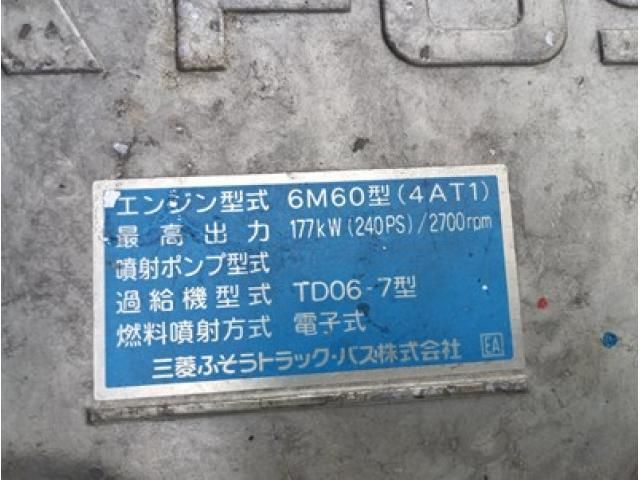 エンジン型式 6M60型(4AT1)
最高出力 177kW(240PS)/2700rpm
噴射ポンプ型式
過給機型式 TD06-7型
燃料噴射方式 電子式
三菱ふそうトラック・バス株式会社 EA